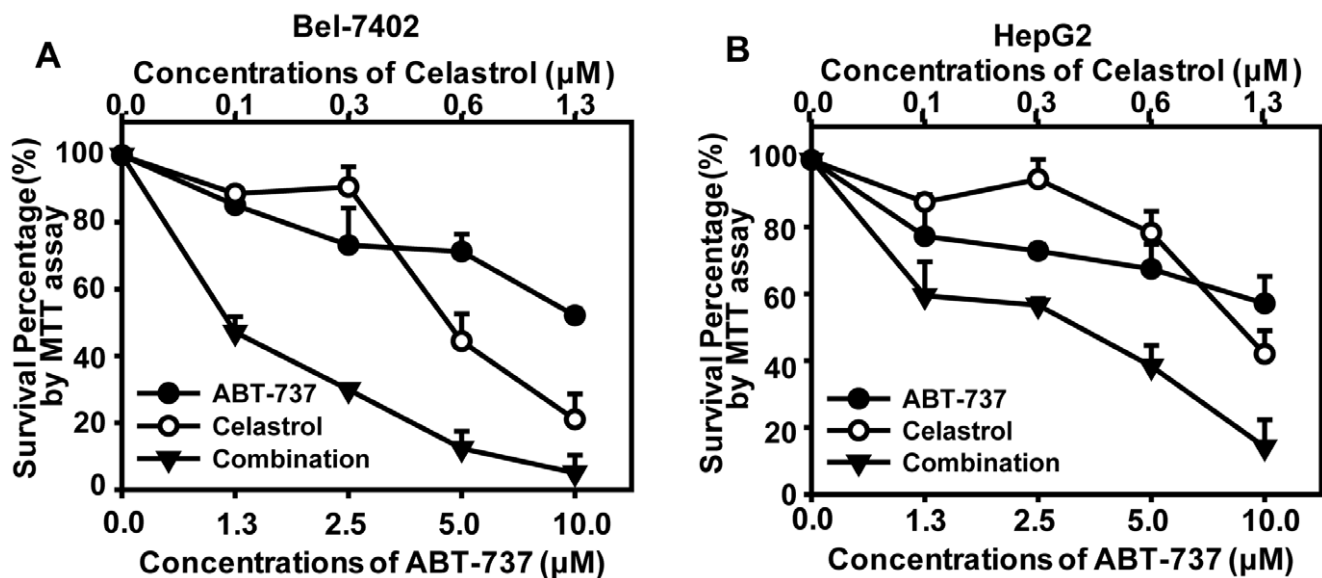 A
Bel-7402
Concentrations of Celastrol (μM)
0.0 0.1 0.3 0.6 1.3
Survival Percentage (%)
by MTT assay
100
80
60
40
20
0
ABT-737
Celastrol
Combination
0.0 1.3 2.5 5.0 10.0
Concentrations of ABT-737 (μM)
B
HepG2
Concentrations of Celastrol (μM)
0.0 0.1 0.3 0.6 1.3
Survival Percentage (%)
by MTT assay
100
80
60
40
20
0
ABT-737
Celastrol
Combination
0.0 1.3 2.5 5.0 10.0
Concentrations of ABT-737 (μM)